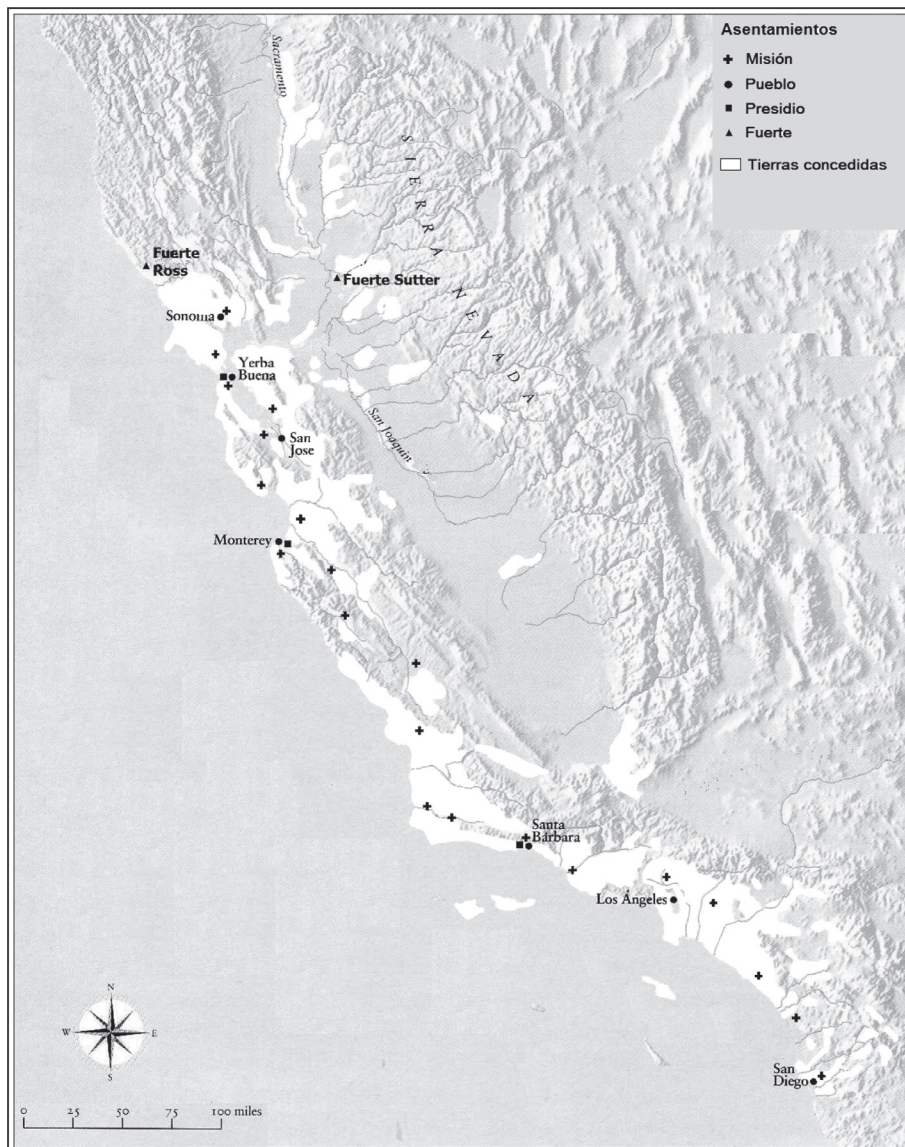 Asentamientos
Misión
Pueblo
Presidio
Fuerte
Tierras concedidas
Sacramento
SIERRA NEVADA
Fuerte
Ross
Fuerte Sutter
Sonoma
Yerba
Buena
San
Jose
San Joaquin
Monterey
Santa
Bárbara
Los Ángeles
San
Diego
N
W
E
S
0 25 50 75 100 miles